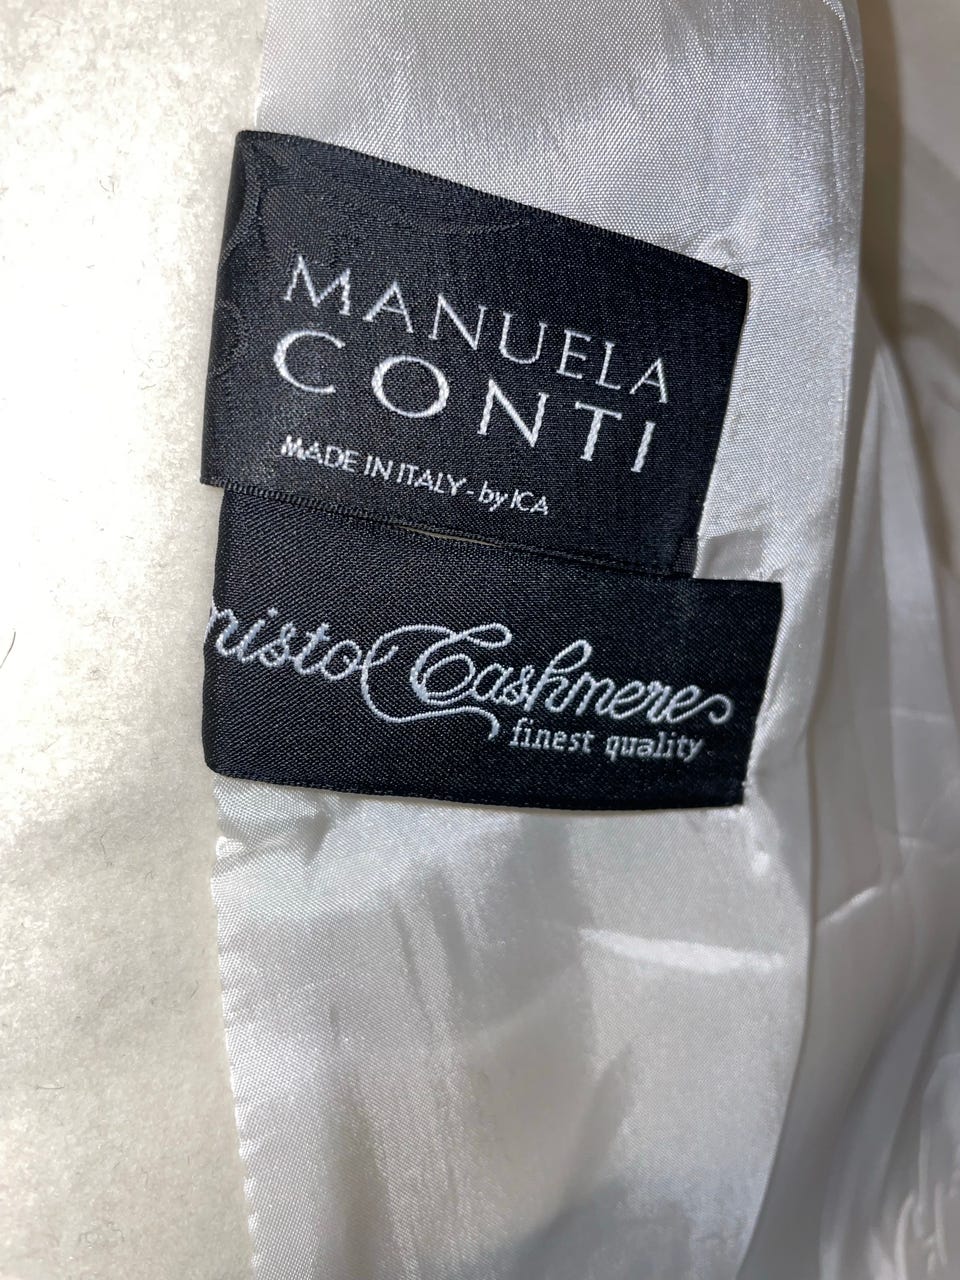 MANUELA
CONTI
MADE IN ITALY - by ICA
misto Cashmere
finest quality